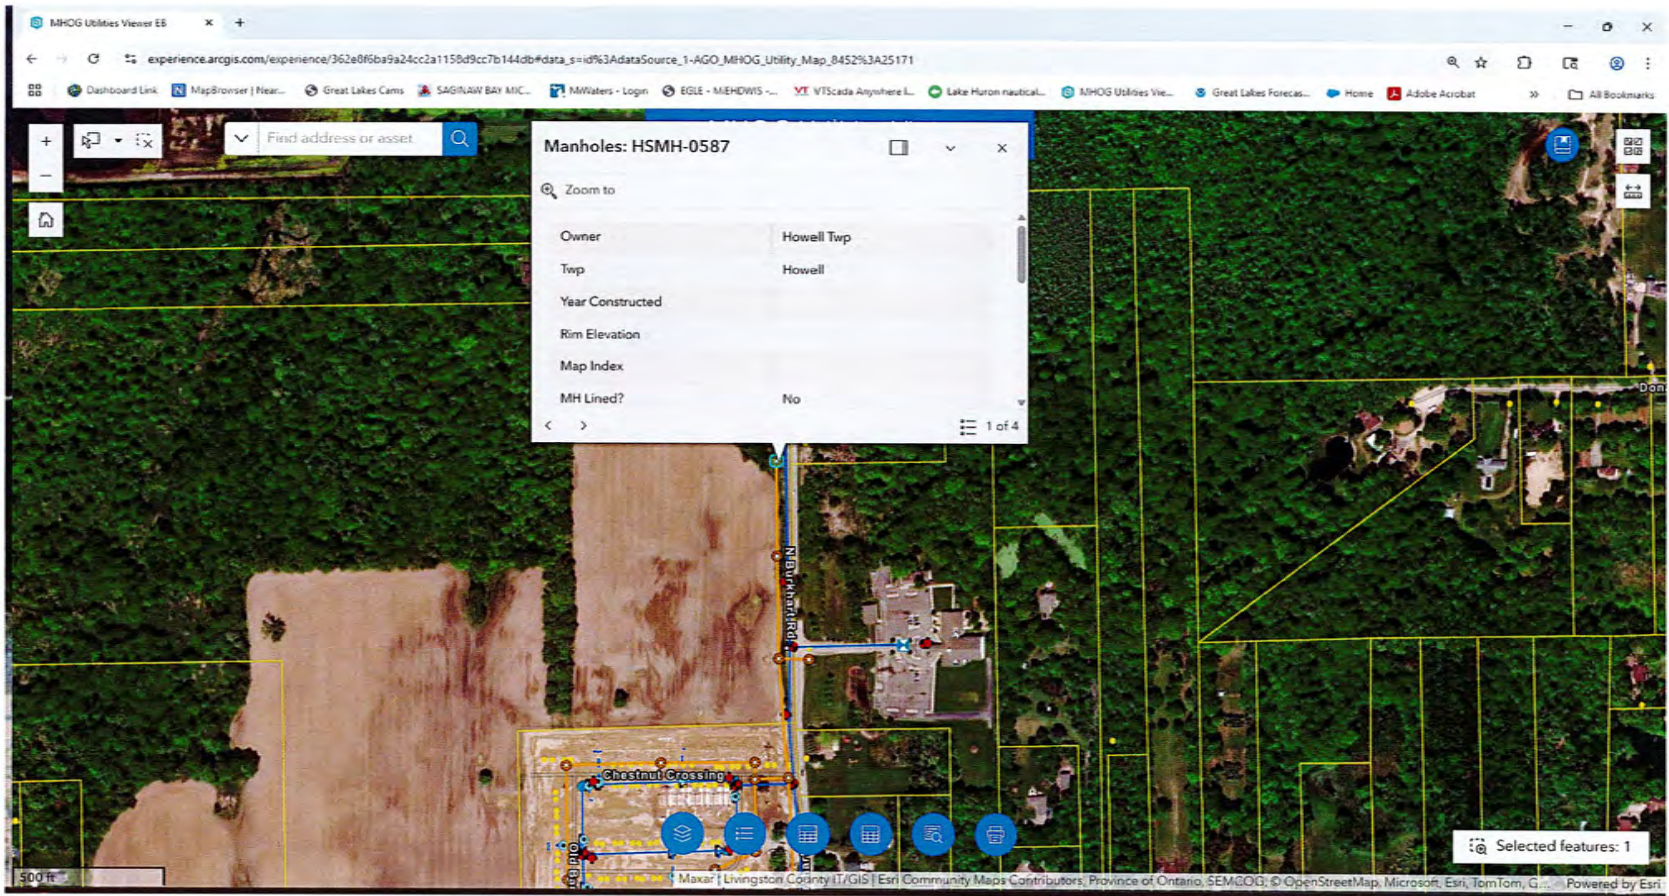 MHOG Utilities Viewer EB
experience.arcgis.com/experience/362e8f6ba9a24cc2a1158d9cc7b144db#data_s=id%3AdataSource_1-AGO_MHOG_Utility_Map_8452%3A25171
Dashboard Link MapBrowser | Near... Great Lakes Cams SAGINAW BAY MIC... MiWaters - Login EGLE - MiEHDWIS -... VTScada Anywhere L... Lake Huron nautical... MHOG Utilities Vie... Great Lakes Forecas... Home Adobe Acrobat » All Bookmarks
Find address or asset
Manholes: HSMH-0587
Zoom to
Owner Howell Twp
Twp Howell
Year Constructed
Rim Elevation
Map Index
MH Lined? No
1 of 4
Don
N Burkhart Rd
Chestnut Crossing
Selected features: 1
500 ft
Maxar | Livingston County IT/GIS | Esri Community Maps Contributors, Province of Ontario, SEMCOG, © OpenStreetMap, Microsoft, Esri, TomTom, G... Powered by Esri